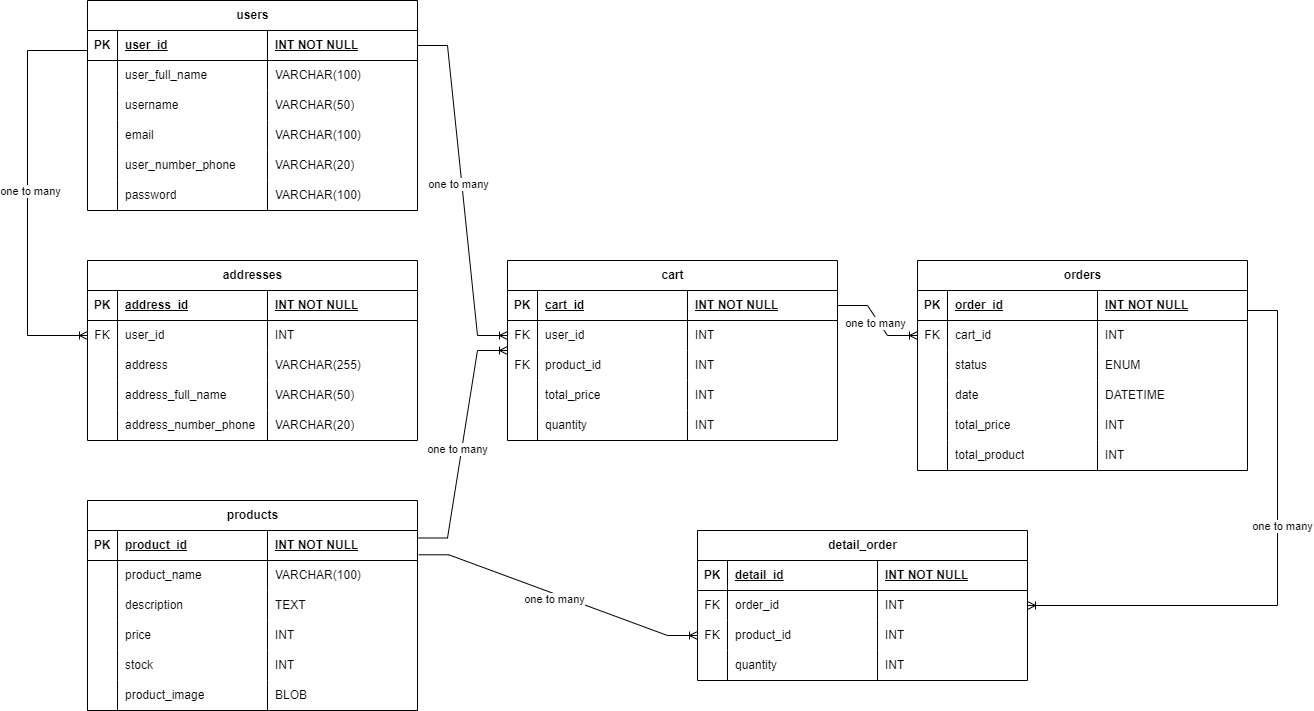 users
PK user_id INT NOT NULL
user_full_name VARCHAR(100)
username VARCHAR(50)
email VARCHAR(100)
user_number_phone VARCHAR(20)
password VARCHAR(100)
one to many
one to many
addresses
PK address_id INT NOT NULL
FK user_id INT
address VARCHAR(255)
address_full_name VARCHAR(50)
address_number_phone VARCHAR(20)
cart
PK cart_id INT NOT NULL
FK user_id INT
FK product_id INT
total_price INT
quantity INT
one to many
orders
PK order_id INT NOT NULL
FK cart_id INT
status ENUM
date DATETIME
total_price INT
total_product INT
one to many
products
PK product_id INT NOT NULL
product_name VARCHAR(100)
description TEXT
price INT
stock INT
product_image BLOB
one to many
detail_order
PK detail_id INT NOT NULL
FK order_id INT
FK product_id INT
quantity INT
one to many